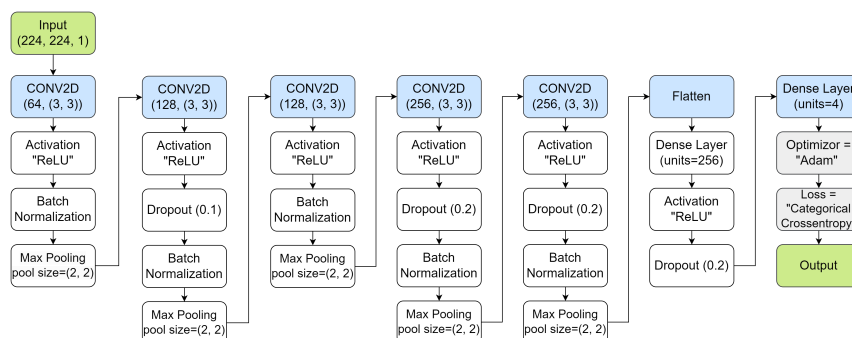 Input
(224, 224, 1)
CONV2D
(64, (3, 3))
Activation
"ReLU"
Batch
Normalization
Max Pooling
pool size=(2, 2)
CONV2D
(128, (3, 3))
Activation
"ReLU"
Dropout (0.1)
Batch
Normalization
Max Pooling
pool size=(2, 2)
CONV2D
(128, (3, 3))
Activation
"ReLU"
Batch
Normalization
Max Pooling
pool size=(2, 2)
CONV2D
(256, (3, 3))
Activation
"ReLU"
Dropout (0.2)
Batch
Normalization
Max Pooling
pool size=(2, 2)
CONV2D
(256, (3, 3))
Activation
"ReLU"
Dropout (0.2)
Batch
Normalization
Max Pooling
pool size=(2, 2)
Flatten
Dense Layer
(units=256)
Activation
"ReLU"
Dropout (0.2)
Dense Layer
(units=4)
Optimizor =
"Adam"
Loss =
"Categorical
Crossentropy
Output